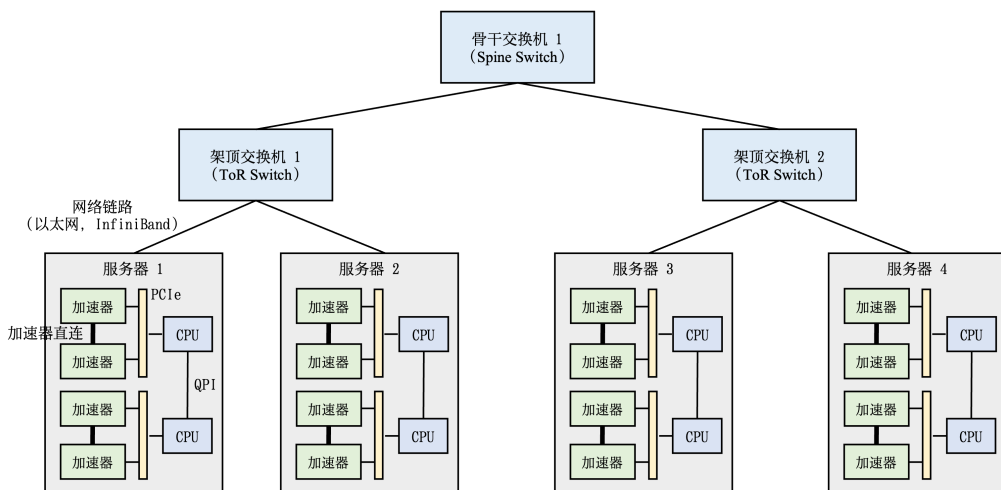 骨干交换机 1
（Spine Switch）
架顶交换机 1
（ToR Switch）
架顶交换机 2
（ToR Switch）
网络链路
（以太网, InfiniBand）
服务器 1
加速器
PCIe
加速器直连
CPU
加速器
QPI
加速器
CPU
加速器
服务器 2
加速器
CPU
加速器
加速器
CPU
加速器
服务器 3
加速器
CPU
加速器
加速器
CPU
加速器
服务器 4
加速器
CPU
加速器
加速器
CPU
加速器